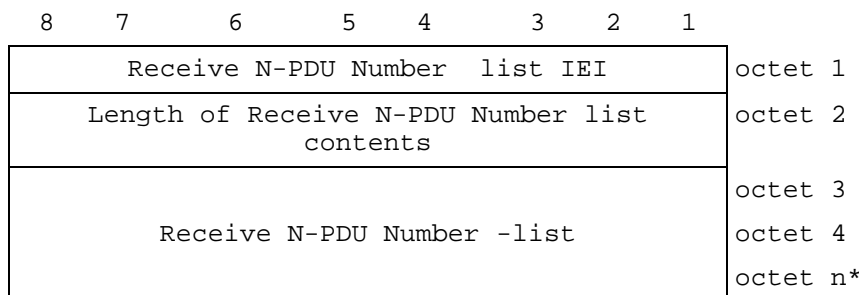 8 7 6 5 4 3 2 1
Receive N-PDU Number list IEI octet 1
Length of Receive N-PDU Number list octet 2
contents
octet 3
Receive N-PDU Number -list octet 4
octet n*